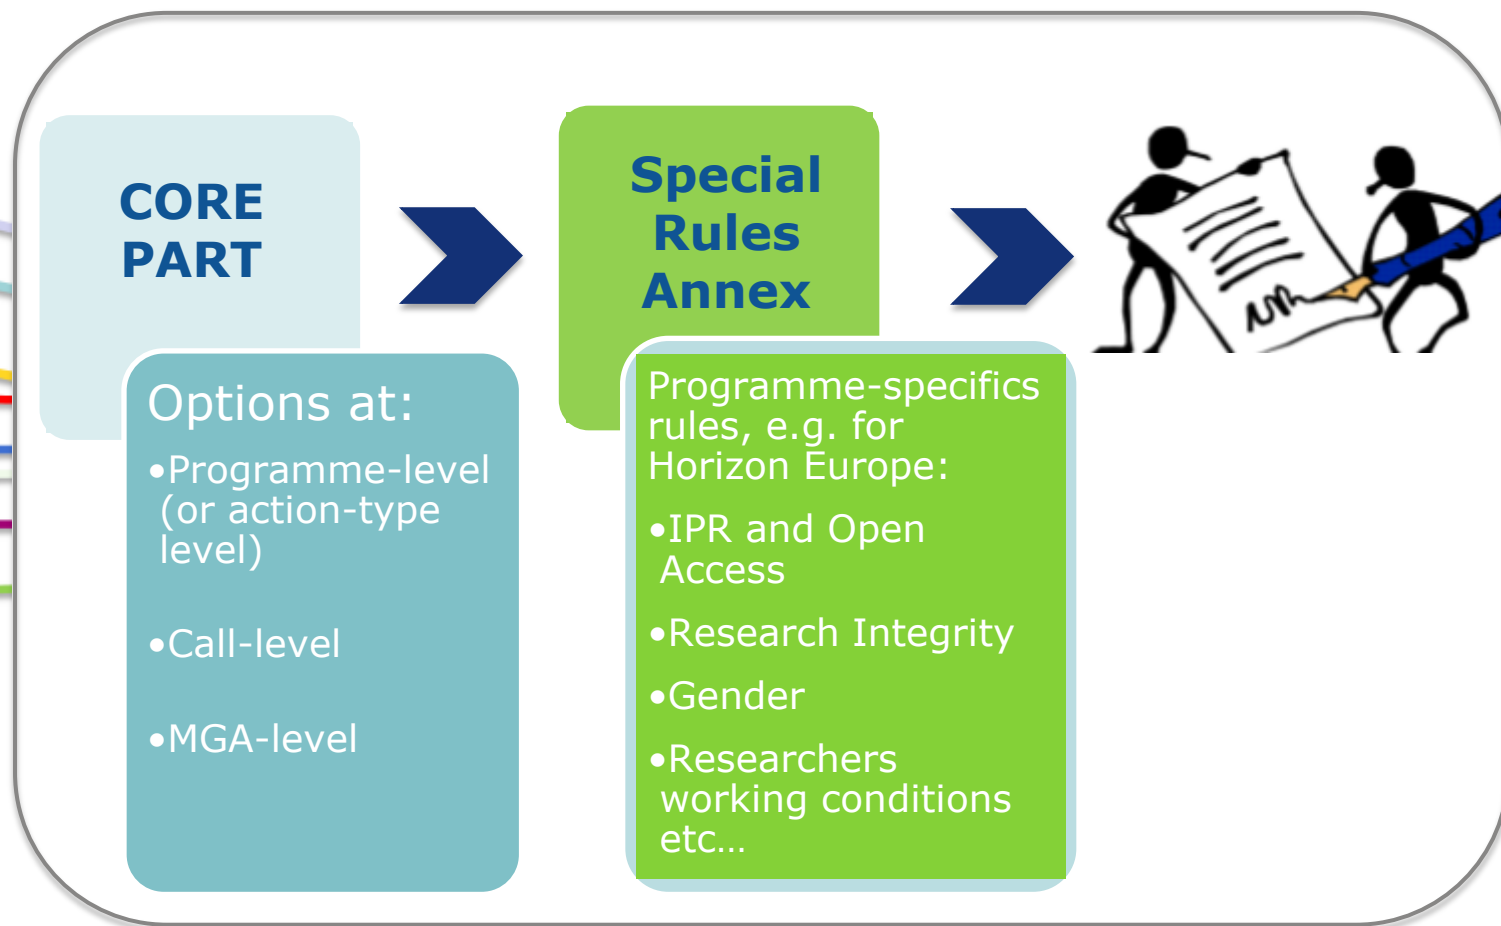 CORE
PART
Options at:
•Programme-level
(or action-type
level)
•Call-level
•MGA-level
Special
Rules
Annex
Programme-specifics
rules, e.g. for
Horizon Europe:
•IPR and Open
Access
•Research Integrity
•Gender
•Researchers
working conditions
etc…